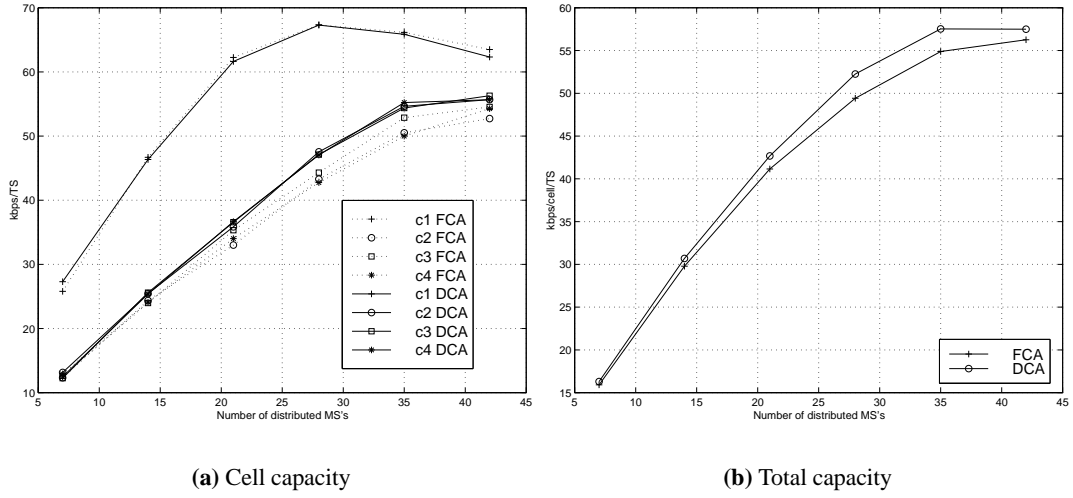 70
60
50
40
30
20
10
kbps/TS
5
10
15
20
25
30
35
40
45
Number of distributed MS's
c1 FCA
c2 FCA
c3 FCA
c4 FCA
c1 DCA
c2 DCA
c3 DCA
c4 DCA
(a) Cell capacity
60
55
50
45
40
35
30
25
20
15
kbps/cell/TS
5
10
15
20
25
30
35
40
45
Number of distributed MS's
FCA
DCA
(b) Total capacity